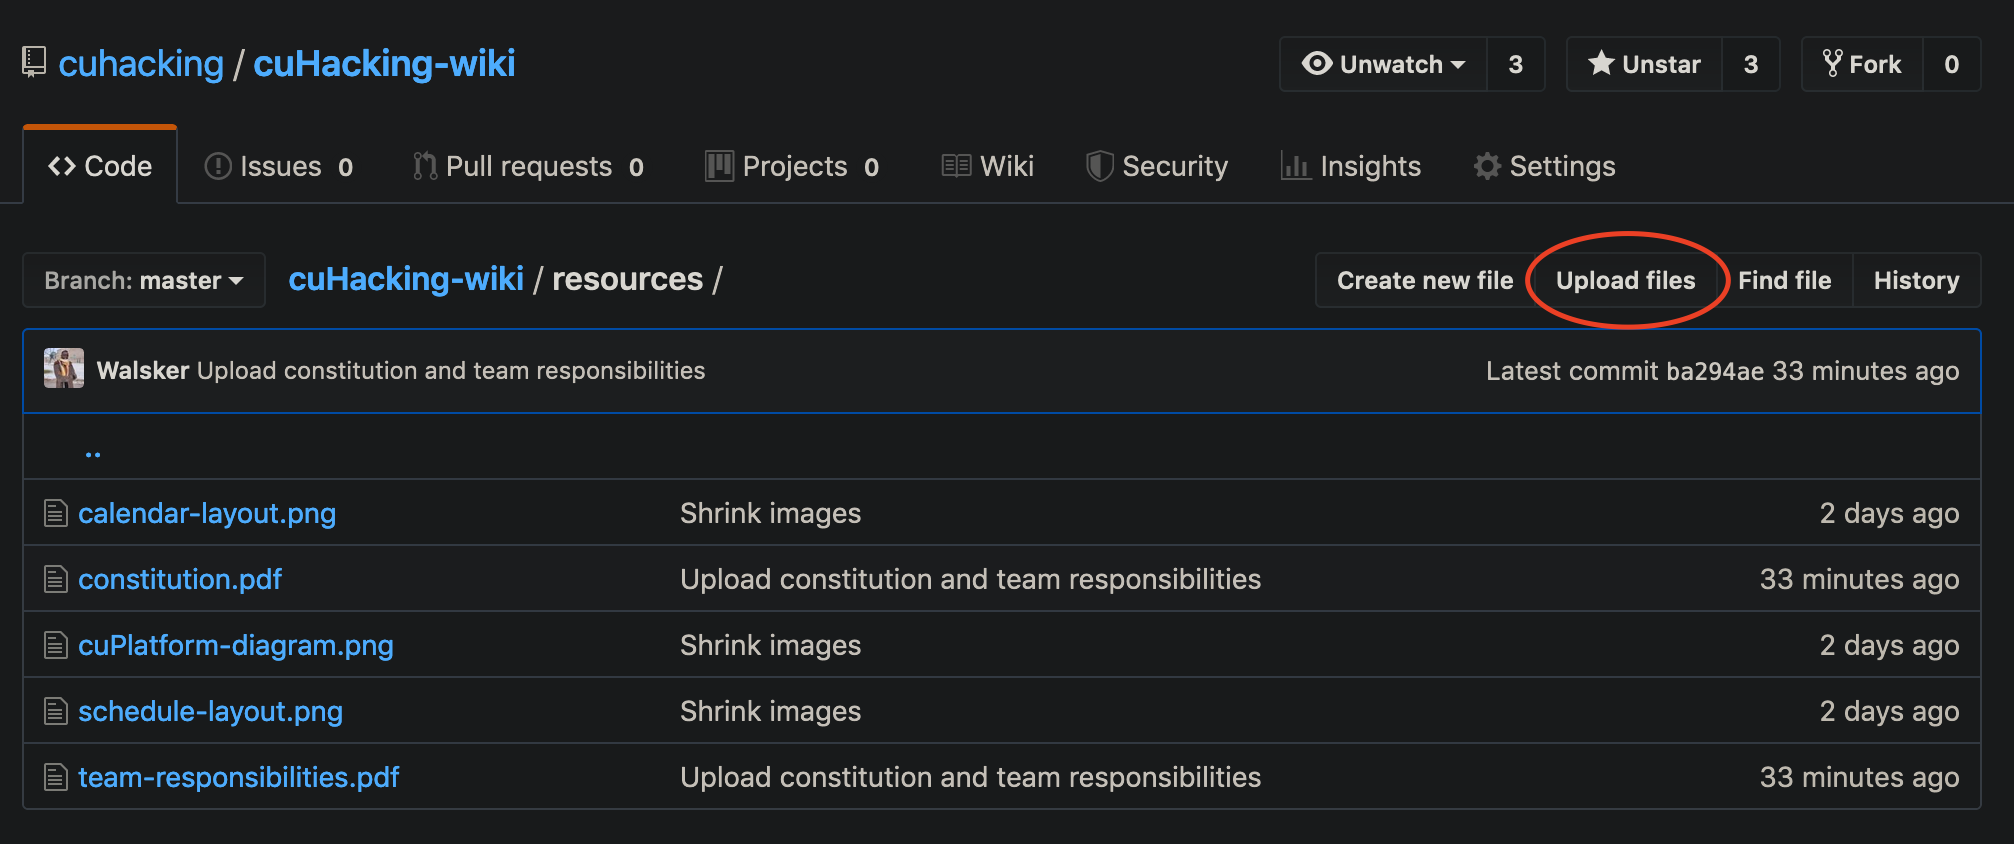 cuhacking / cuHacking-wiki
Unwatch 3 Unstar 3 Fork 0
Code Issues 0 Pull requests 0 Projects 0 Wiki Security Insights Settings
Branch: master cuHacking-wiki / resources / Create new file Upload files Find file History
Walsker Upload constitution and team responsibilities Latest commit ba294ae 33 minutes ago
..
calendar-layout.png Shrink images 2 days ago
constitution.pdf Upload constitution and team responsibilities 33 minutes ago
cuPlatform-diagram.png Shrink images 2 days ago
schedule-layout.png Shrink images 2 days ago
team-responsibilities.pdf Upload constitution and team responsibilities 33 minutes ago